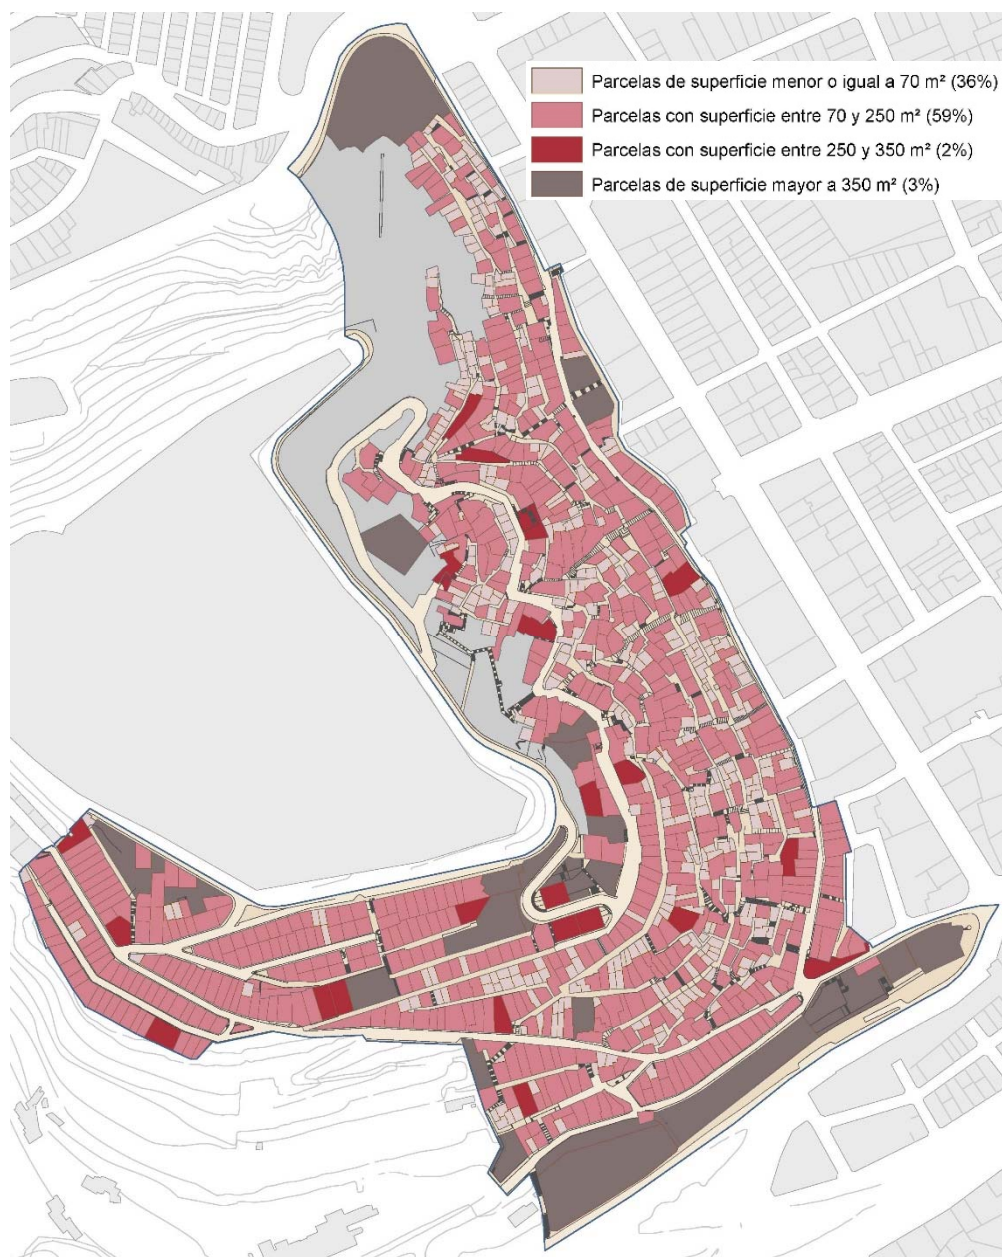 Parcelas de superficie menor o igual a 70 m² (36%)
Parcelas con superficie entre 70 y 250 m² (59%)
Parcelas con superficie entre 250 y 350 m² (2%)
Parcelas de superficie mayor a 350 m² (3%)